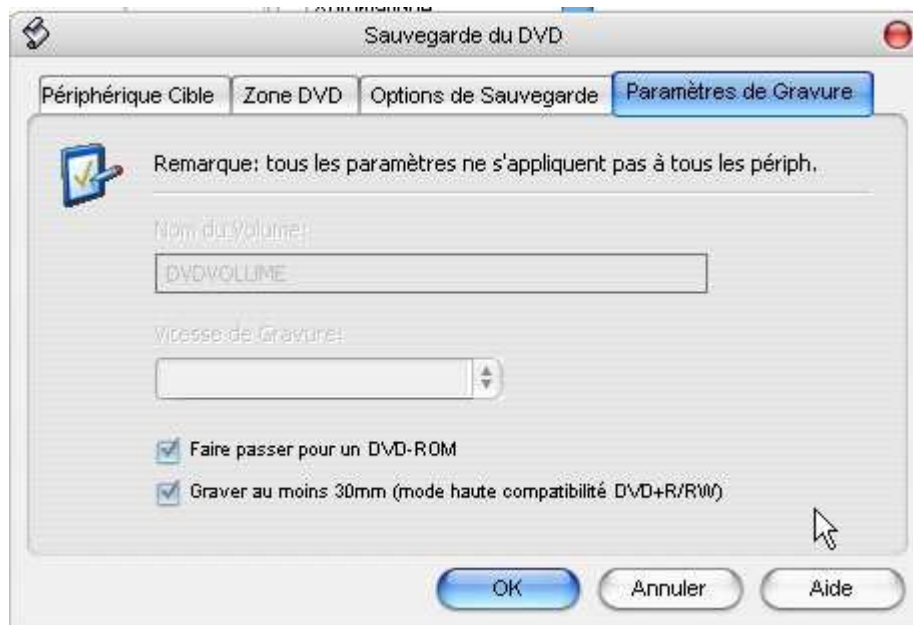 Sauvegarde du DVD
Périphérique Cible
Zone DVD
Options de Sauvegarde
Paramètres de Gravure
Remarque: tous les paramètres ne s'appliquent pas à tous les périph.
Nom du Volume:
DVDVOLUME
Vitesse de Gravure:
Faire passer pour un DVD-ROM
Graver au moins 30mm (mode haute compatibilité DVD+R/RW)
OK
Annuler
Aide